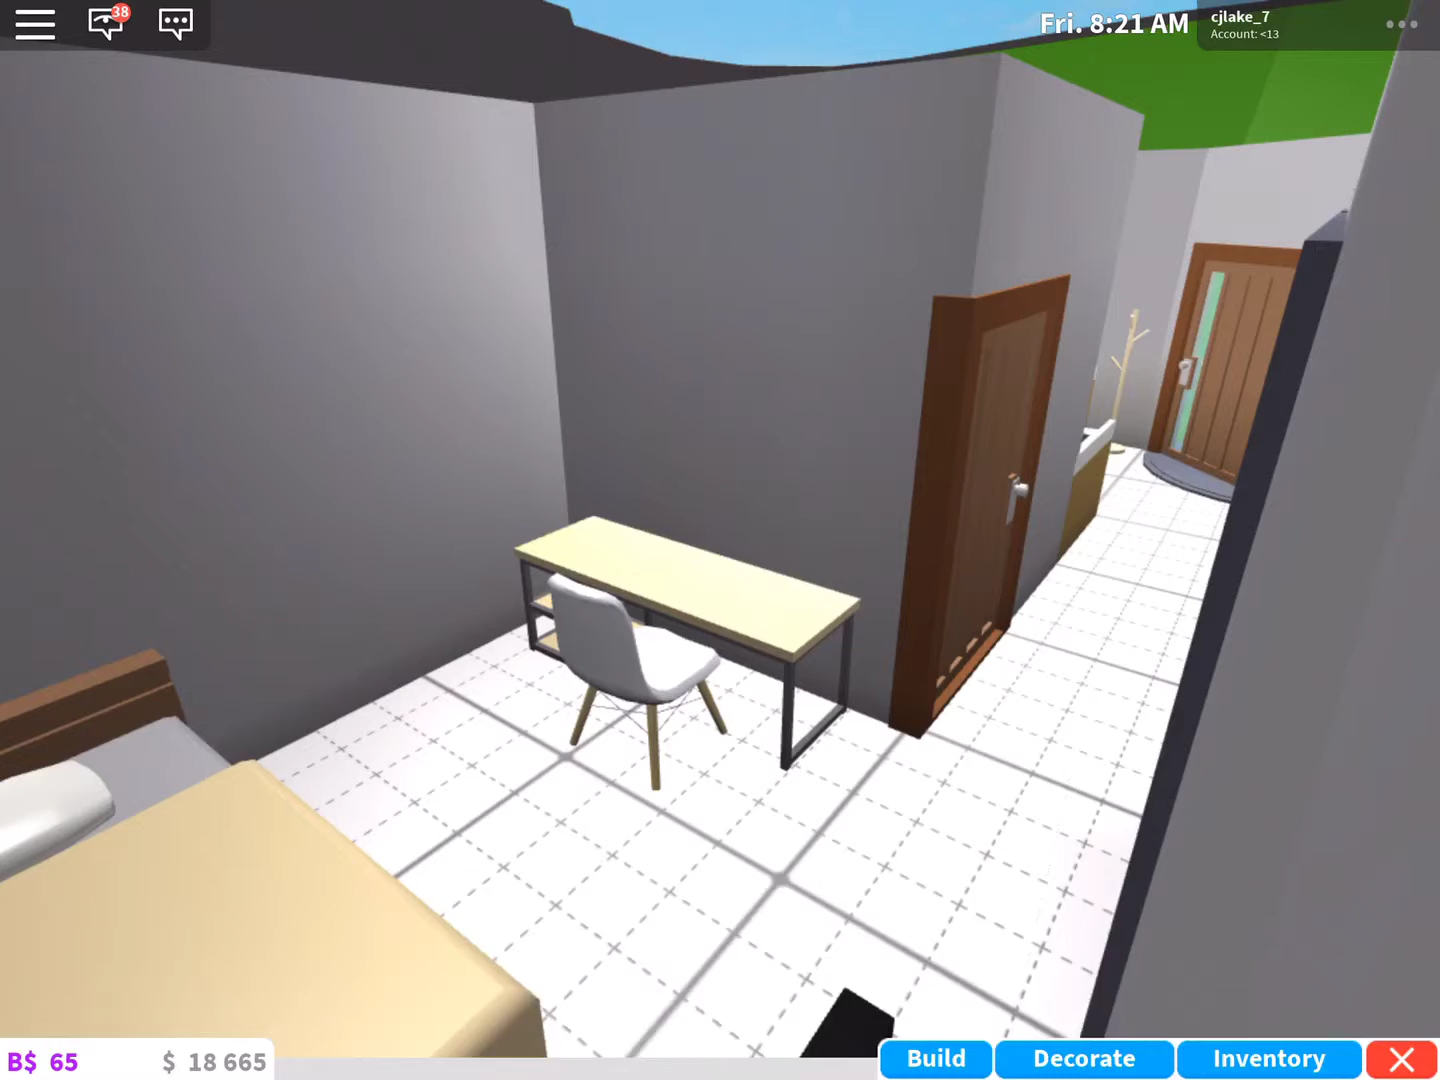 38
Fri. 8:21 AM
cjlake_7
Account: <13
B$ 65
$ 18 665
Build
Decorate
Inventory